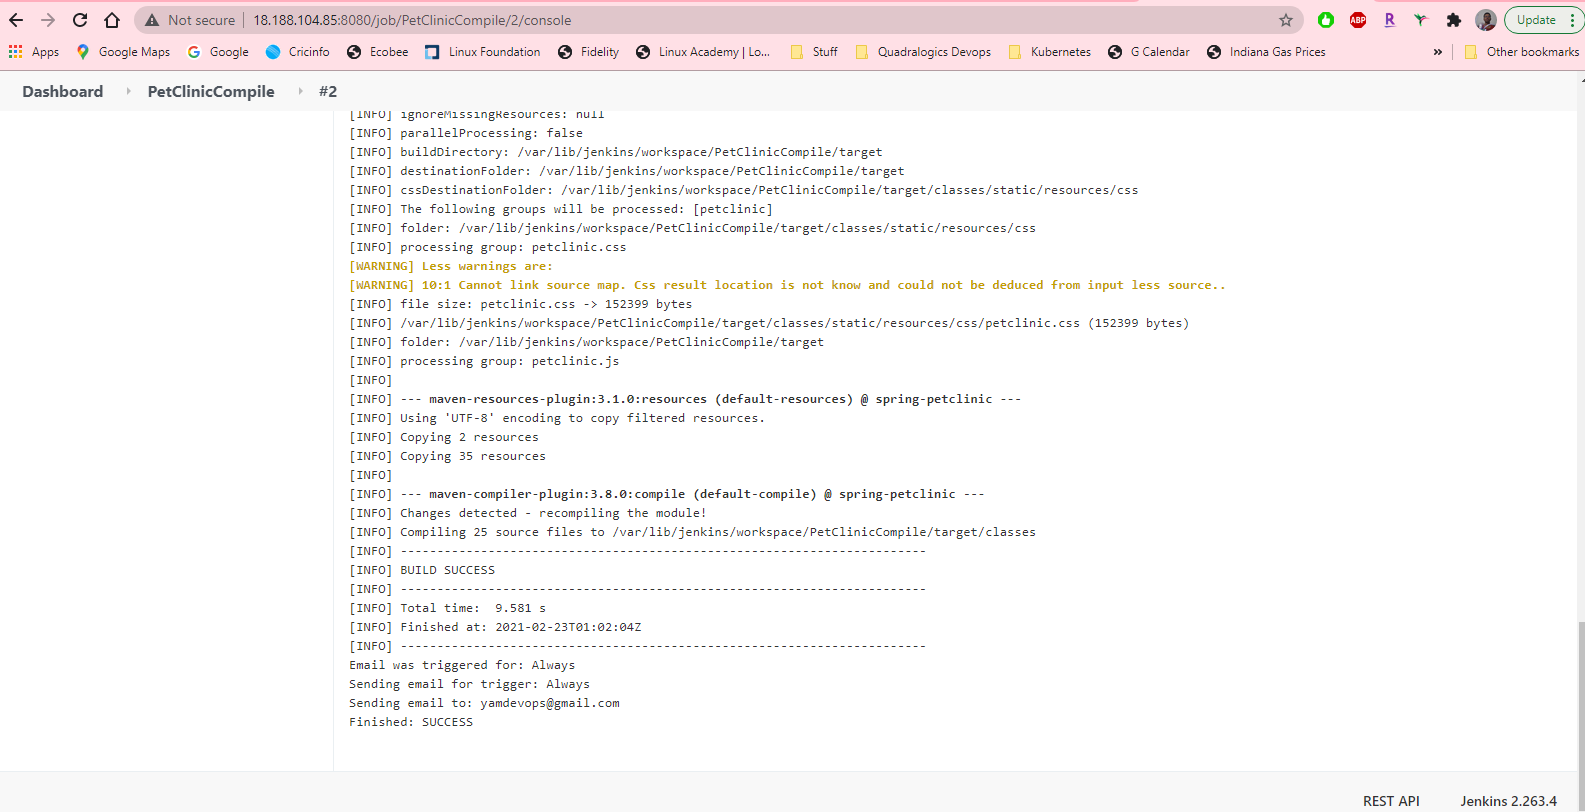 Not secure 18.188.104.85:8080/job/PetClinicCompile/2/console ABP R Update
Apps Google Maps G Google Cricinfo Ecobee Linux Foundation Fidelity Linux Academy | Lo... Stuff Quadralogics Devops Kubernetes G Calendar Indiana Gas Prices » Other bookmarks
Dashboard PetClinicCompile #2
[INFO] ignoreMissingResources: null
[INFO] parallelProcessing: false
[INFO] buildDirectory: /var/lib/jenkins/workspace/PetClinicCompile/target
[INFO] destinationFolder: /var/lib/jenkins/workspace/PetClinicCompile/target
[INFO] cssDestinationFolder: /var/lib/jenkins/workspace/PetClinicCompile/target/classes/static/resources/css
[INFO] The following groups will be processed: [petclinic]
[INFO] folder: /var/lib/jenkins/workspace/PetClinicCompile/target/classes/static/resources/css
[INFO] processing group: petclinic.css
[WARNING] Less warnings are:
[WARNING] 10:1 Cannot link source map. Css result location is not know and could not be deduced from input less source..
[INFO] file size: petclinic.css -> 152399 bytes
[INFO] /var/lib/jenkins/workspace/PetClinicCompile/target/classes/static/resources/css/petclinic.css (152399 bytes)
[INFO] folder: /var/lib/jenkins/workspace/PetClinicCompile/target
[INFO] processing group: petclinic.js
[INFO]
[INFO] --- maven-resources-plugin:3.1.0:resources (default-resources) @ spring-petclinic ---
[INFO] Using 'UTF-8' encoding to copy filtered resources.
[INFO] Copying 2 resources
[INFO] Copying 35 resources
[INFO]
[INFO] --- maven-compiler-plugin:3.8.0:compile (default-compile) @ spring-petclinic ---
[INFO] Changes detected - recompiling the module!
[INFO] Compiling 25 source files to /var/lib/jenkins/workspace/PetClinicCompile/target/classes
[INFO] ------------------------------------------------------------------------
[INFO] BUILD SUCCESS
[INFO] ------------------------------------------------------------------------
[INFO] Total time:  9.581 s
[INFO] Finished at: 2021-02-23T01:02:04Z
[INFO] ------------------------------------------------------------------------
Email was triggered for: Always
Sending email for trigger: Always
Sending email to: yamdevops@gmail.com
Finished: SUCCESS
REST API Jenkins 2.263.4